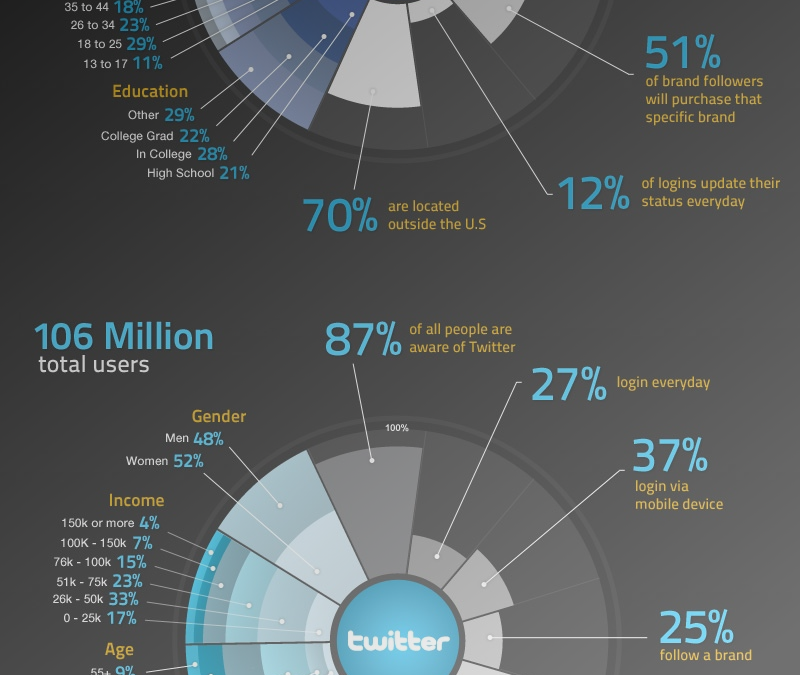 35 to 44 18%
26 to 34 23%
18 to 25 29%
13 to 17 11%
Education
Other 29%
College Grad 22%
In College 28%
High School 21%
51%
of brand followers
will purchase that
specific brand
12% of logins update their
status everyday
70% are located
outside the U.S
106 Million
total users
87% of all people are
aware of Twitter
27% login everyday
37%
login via
mobile device
25%
follow a brand
100%
Gender
Men 48%
Women 52%
Income
150k or more 4%
100K - 150k 7%
76k - 100k 15%
51k - 75k 23%
26k - 50k 33%
0 - 25k 17%
twitter
Age
55+ 9%